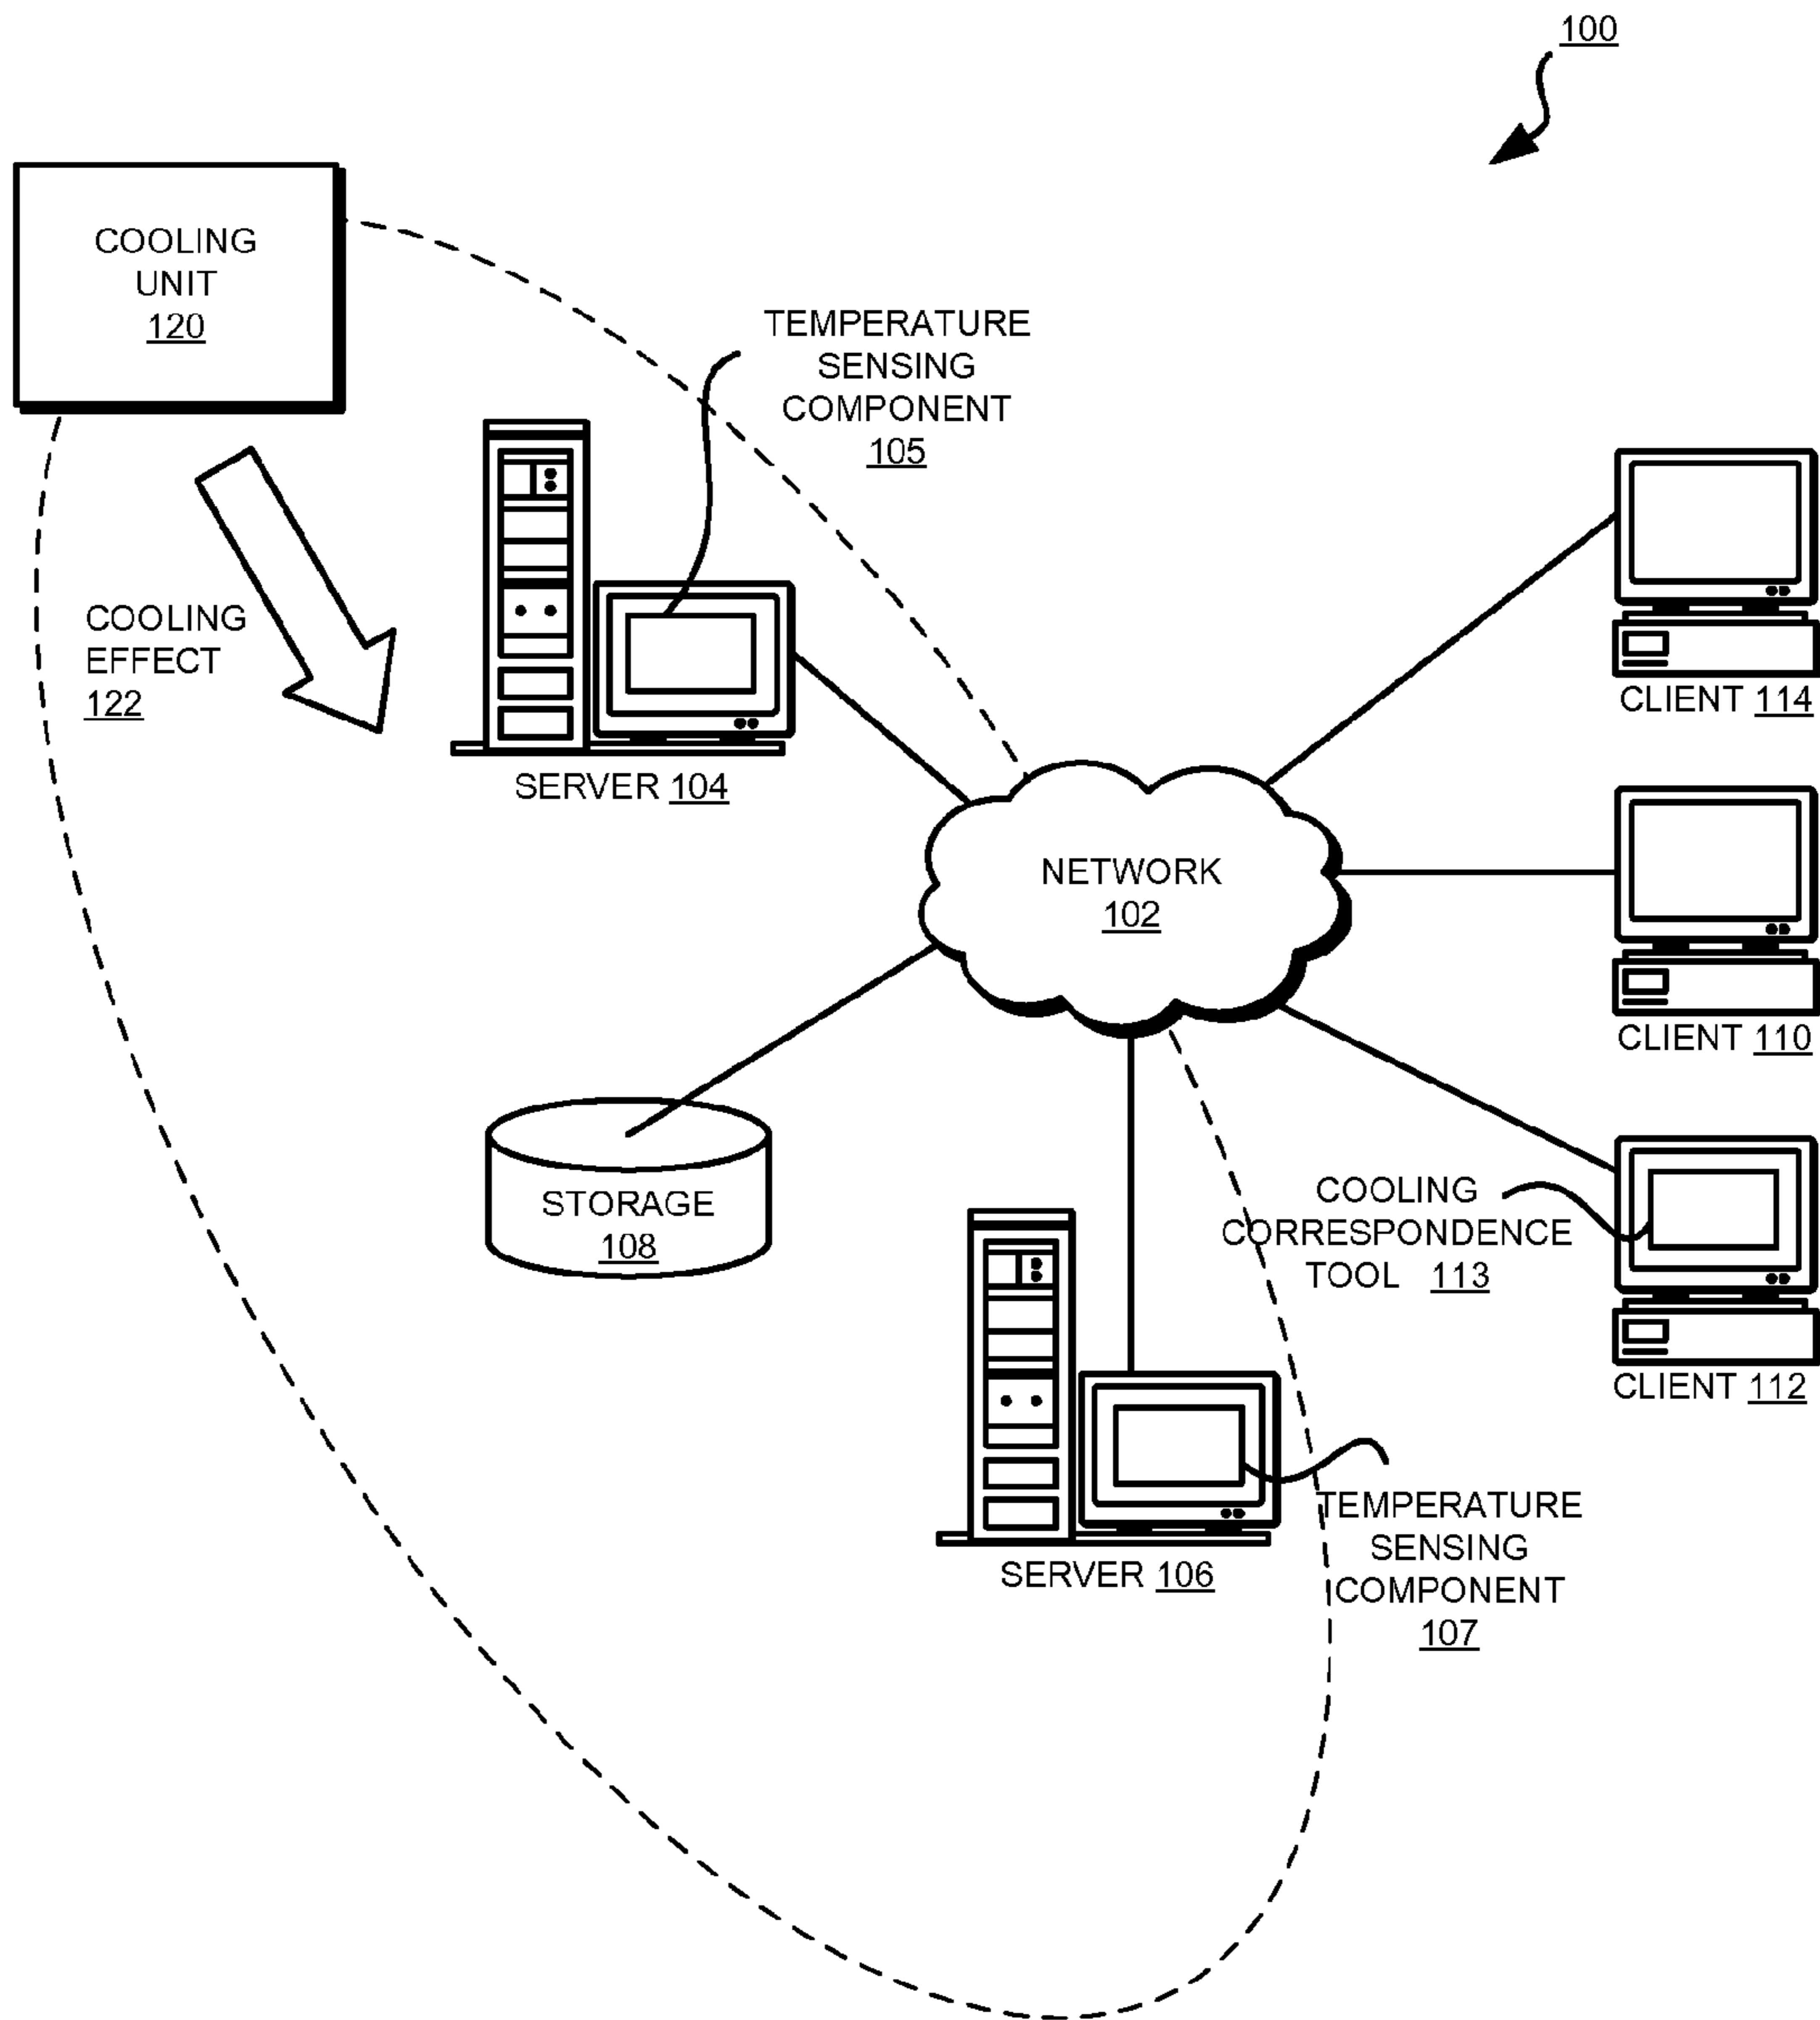 100
COOLING
UNIT
120
TEMPERATURE
SENSING
COMPONENT
105
COOLING
EFFECT
122
SERVER 104
CLIENT 114
NETWORK
102
CLIENT 110
STORAGE
108
COOLING
CORRESPONDENCE
TOOL 113
CLIENT 112
SERVER 106
TEMPERATURE
SENSING
COMPONENT
107